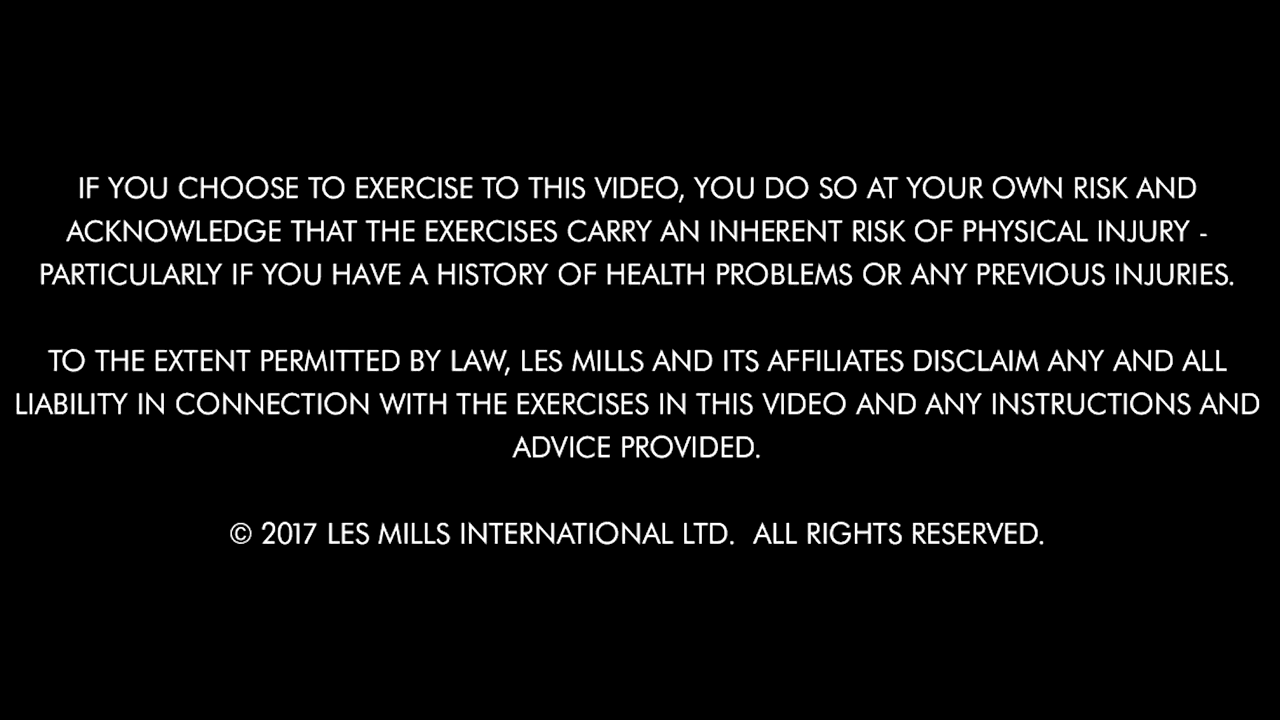 IF YOU CHOOSE TO EXERCISE TO THIS VIDEO, YOU DO SO AT YOUR OWN RISK AND
ACKNOWLEDGE THAT THE EXERCISES CARRY AN INHERENT RISK OF PHYSICAL INJURY -
PARTICULARLY IF YOU HAVE A HISTORY OF HEALTH PROBLEMS OR ANY PREVIOUS INJURIES.
TO THE EXTENT PERMITTED BY LAW, LES MILLS AND ITS AFFILIATES DISCLAIM ANY AND ALL
LIABILITY IN CONNECTION WITH THE EXERCISES IN THIS VIDEO AND ANY INSTRUCTIONS AND
ADVICE PROVIDED.
© 2017 LES MILLS INTERNATIONAL LTD.  ALL RIGHTS RESERVED.